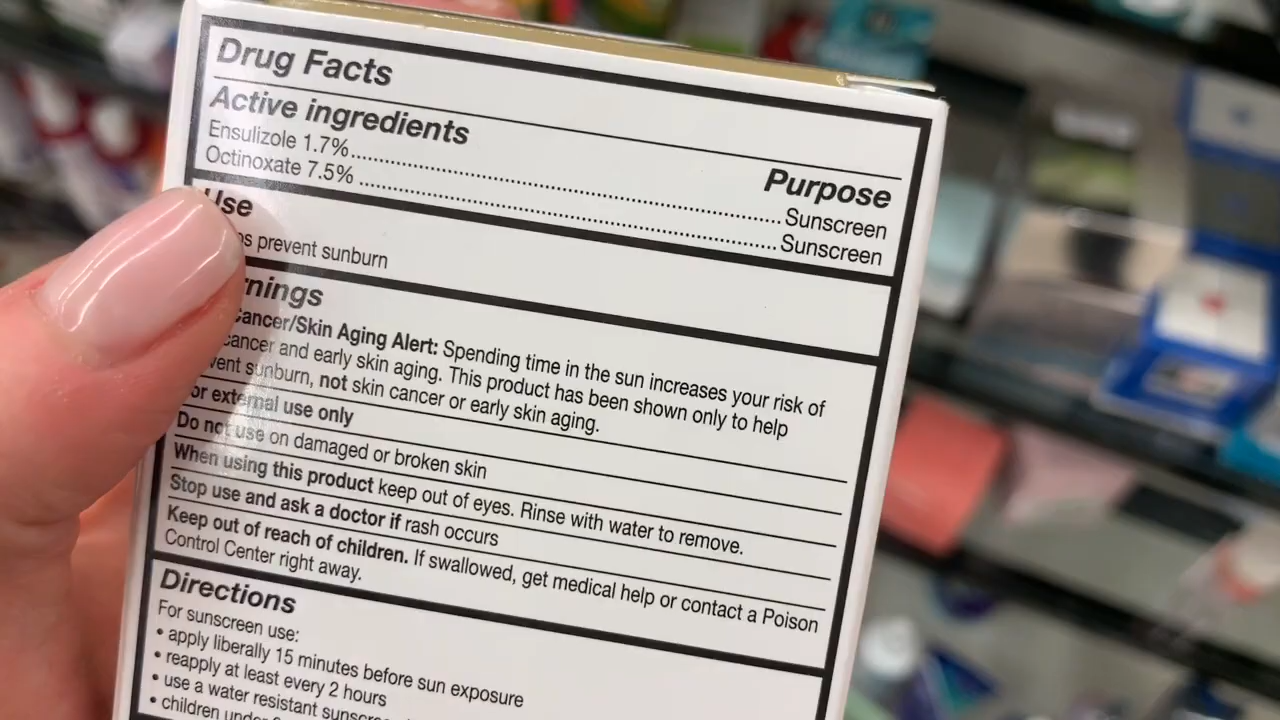 Drug Facts
Active ingredients
Purpose
Ensulizole 1.7%........Sunscreen
Octinoxate 7.5%........Sunscreen
Use
prevent sunburn
Aging Alert: Spending time in the sun increases your risk of
cancer and early skin aging. This product has been shown only to help
sunburn, not skin cancer or early skin aging.
external use only
Do not use on damaged or broken skin
When using this product keep out of eyes. Rinse with water to remove.
Stop use and ask a doctor if rash occurs
Keep out of reach of children. If swallowed, get medical help or contact a Poison
Control Center right away.
Directions
For sunscreen use:
• apply liberally 15 minutes before sun exposure
• reapply at least every 2 hours
• use a water resistant
• children under